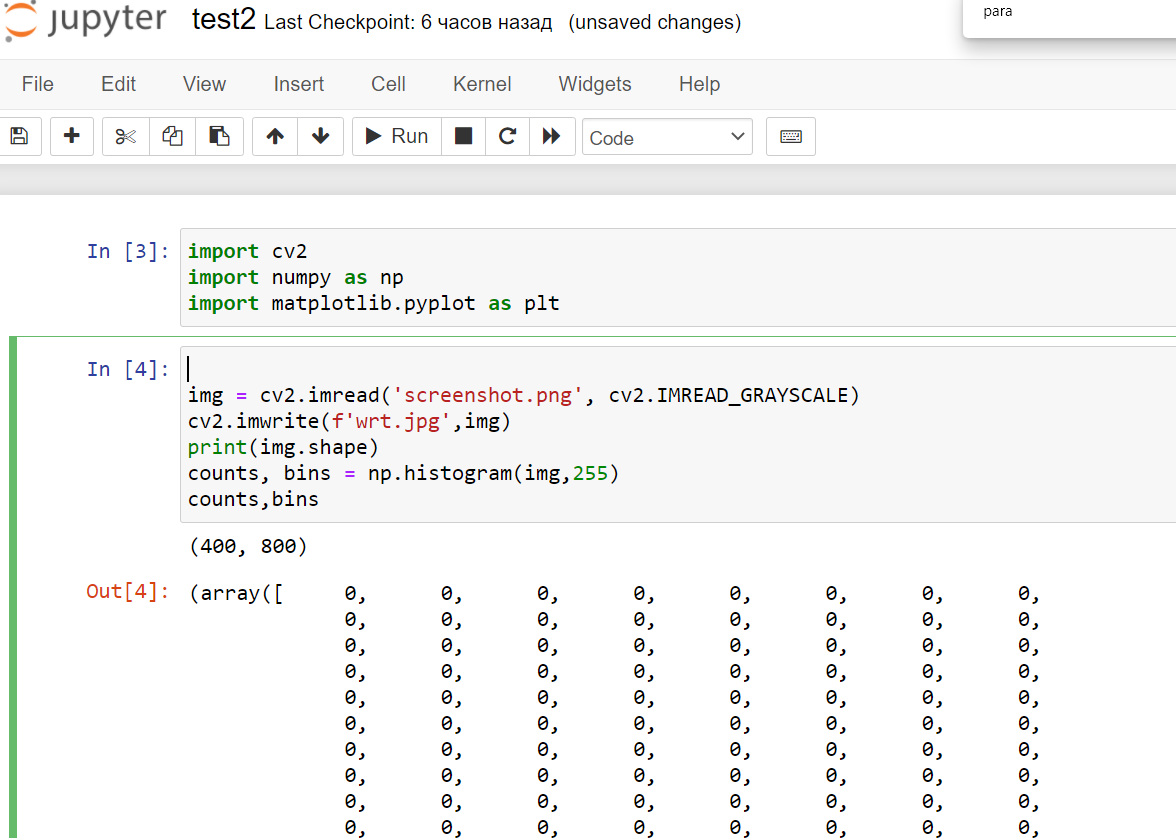 jupyter test2 Last Checkpoint: 6 часов назад (unsaved changes)
para
File Edit View Insert Cell Kernel Widgets Help
Run Code
In [3]: import cv2
import numpy as np
import matplotlib.pyplot as plt
In [4]:
img = cv2.imread('screenshot.png', cv2.IMREAD_GRAYSCALE)
cv2.imwrite(f'wrt.jpg',img)
print(img.shape)
counts, bins = np.histogram(img,255)
counts,bins
(400, 800)
Out[4]: (array([ 0, 0, 0, 0, 0, 0, 0, 0,
0, 0, 0, 0, 0, 0, 0, 0,
0, 0, 0, 0, 0, 0, 0, 0,
0, 0, 0, 0, 0, 0, 0, 0,
0, 0, 0, 0, 0, 0, 0, 0,
0, 0, 0, 0, 0, 0, 0, 0,
0, 0, 0, 0, 0, 0, 0, 0,
0, 0, 0, 0, 0, 0, 0, 0,
0, 0, 0, 0, 0, 0, 0, 0,
0, 0, 0, 0, 0, 0, 0, 0,